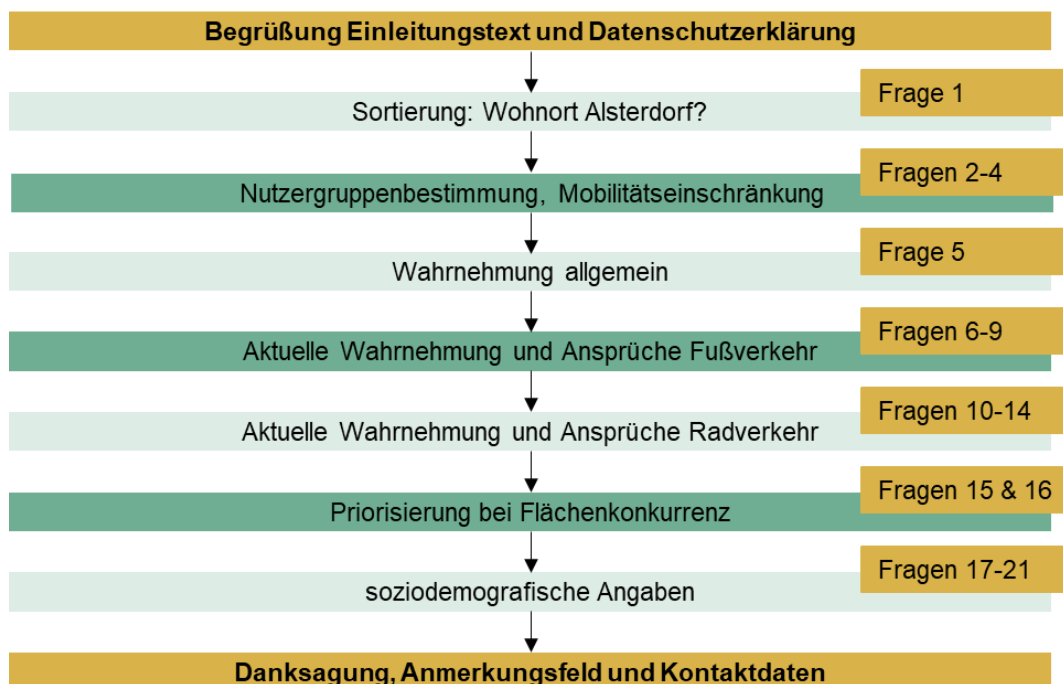 Begrüßung Einleitungstext und Datenschutzerklärung
Frage 1
Sortierung: Wohnort Alsterdorf?
Fragen 2-4
Nutzergruppenbestimmung, Mobilitätseinschränkung
Frage 5
Wahrnehmung allgemein
Fragen 6-9
Aktuelle Wahrnehmung und Ansprüche Fußverkehr
Fragen 10-14
Aktuelle Wahrnehmung und Ansprüche Radverkehr
Fragen 15 & 16
Priorisierung bei Flächenkonkurrenz
Fragen 17-21
soziodemografische Angaben
Danksagung, Anmerkungsfeld und Kontaktdaten